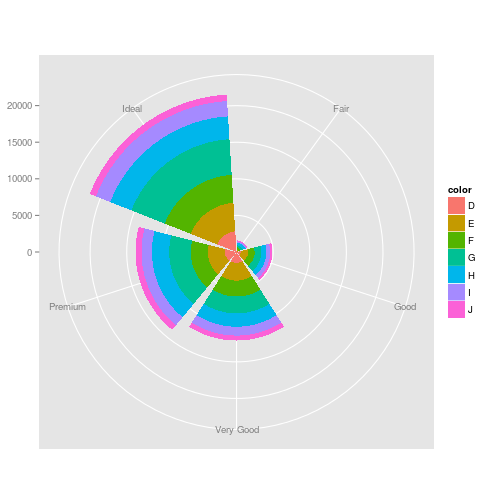 Ideal
Fair
20000
15000
10000
5000
0
Premium
Good
Very Good
color
D
E
F
G
H
I
J